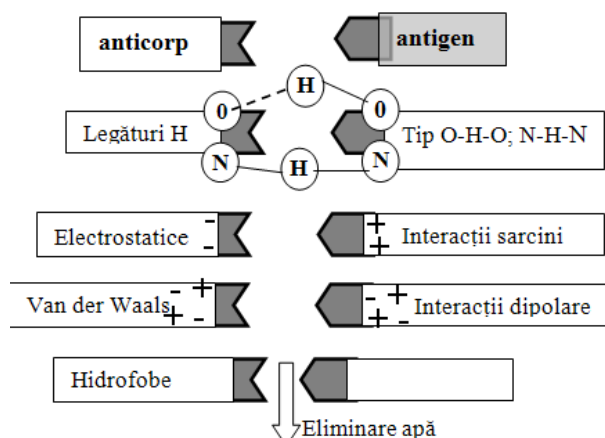 anticorp antigen
H
0 0
Legături H Tip O-H-O; N-H-N
N H N
Electrostatice - - + + Interacții sarcini
Van der Waals - + + - - + + - Interacții dipolare
Hidrofobe
Eliminare apă